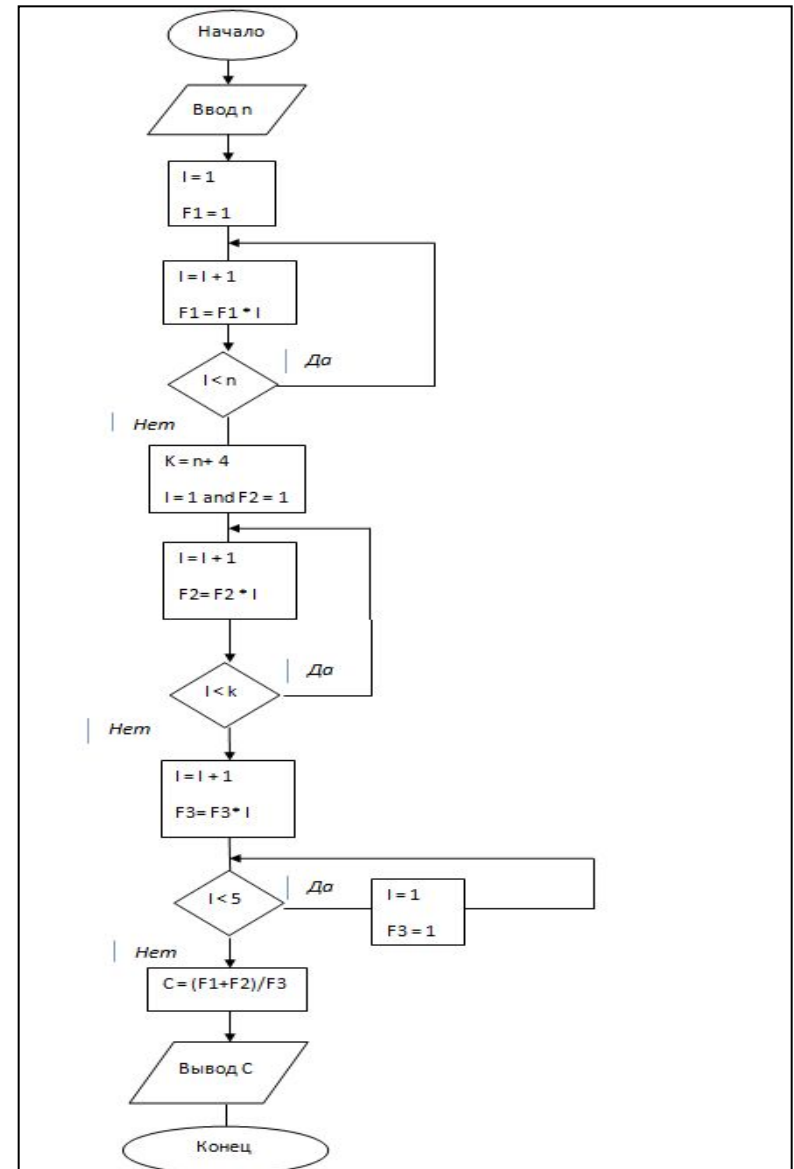 Начало
Ввод n
I = 1
F1 = 1
I = I + 1
F1 = F1 * I
Да
I < n
Нет
K = n+ 4
I = 1 and F2 = 1
I = I + 1
F2= F2 * I
Да
I < k
Нет
I = I + 1
F3= F3* I
Да
I < 5
I = 1
F3 = 1
Нет
C = (F1+F2)/F3
Вывод C
Конец